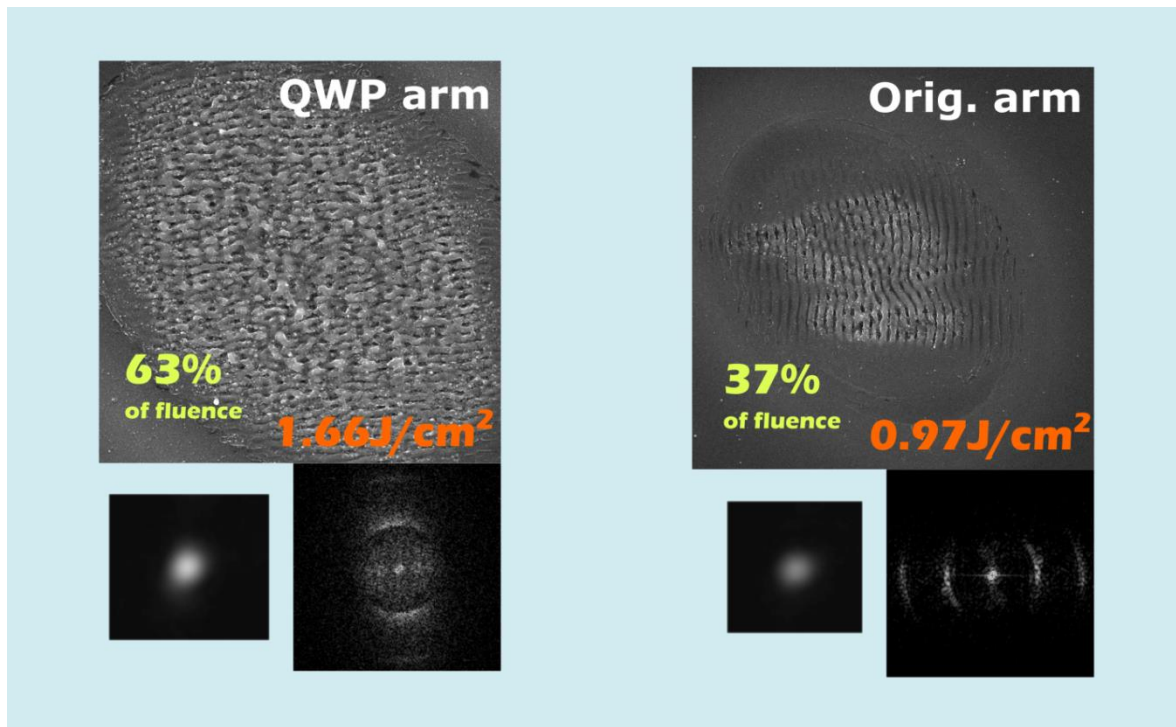 QWP arm
63%
of fluence
1.66J/cm²
Orig. arm
37%
of fluence
0.97J/cm²